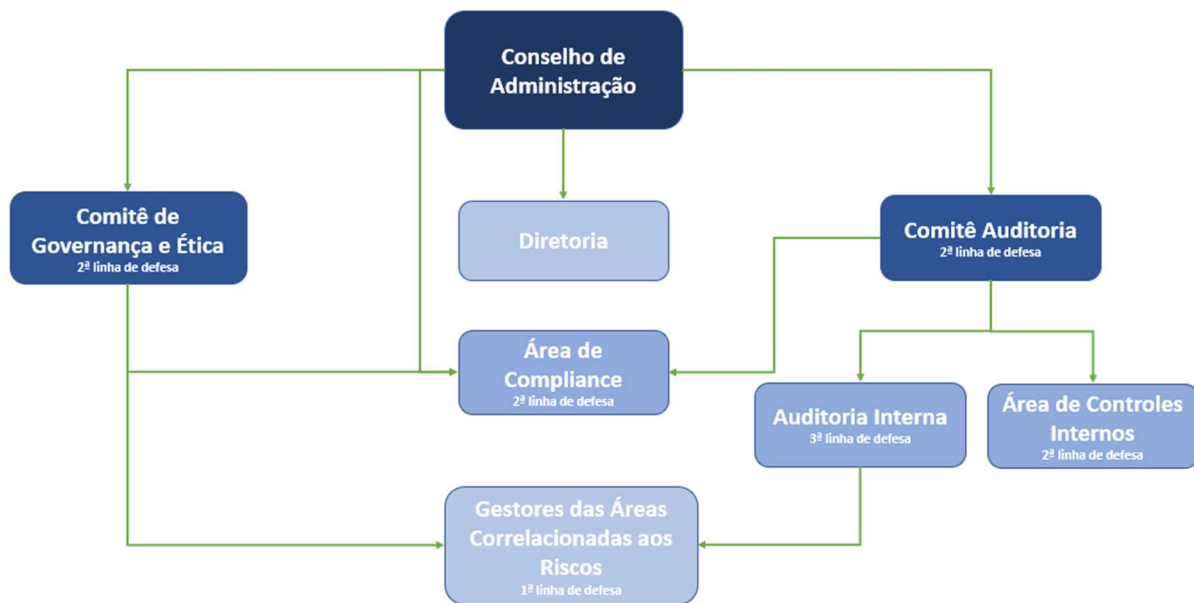 Conselho de
Administração
Comitê de
Governança e Ética
2ª linha de defesa
Diretoria
Comitê Auditoria
2ª linha de defesa
Área de
Compliance
2ª linha de defesa
Auditoria Interna
3ª linha de defesa
Área de Controles
Internos
2ª linha de defesa
Gestores das Áreas
Correlacionadas aos
Riscos
1ª linha de defesa